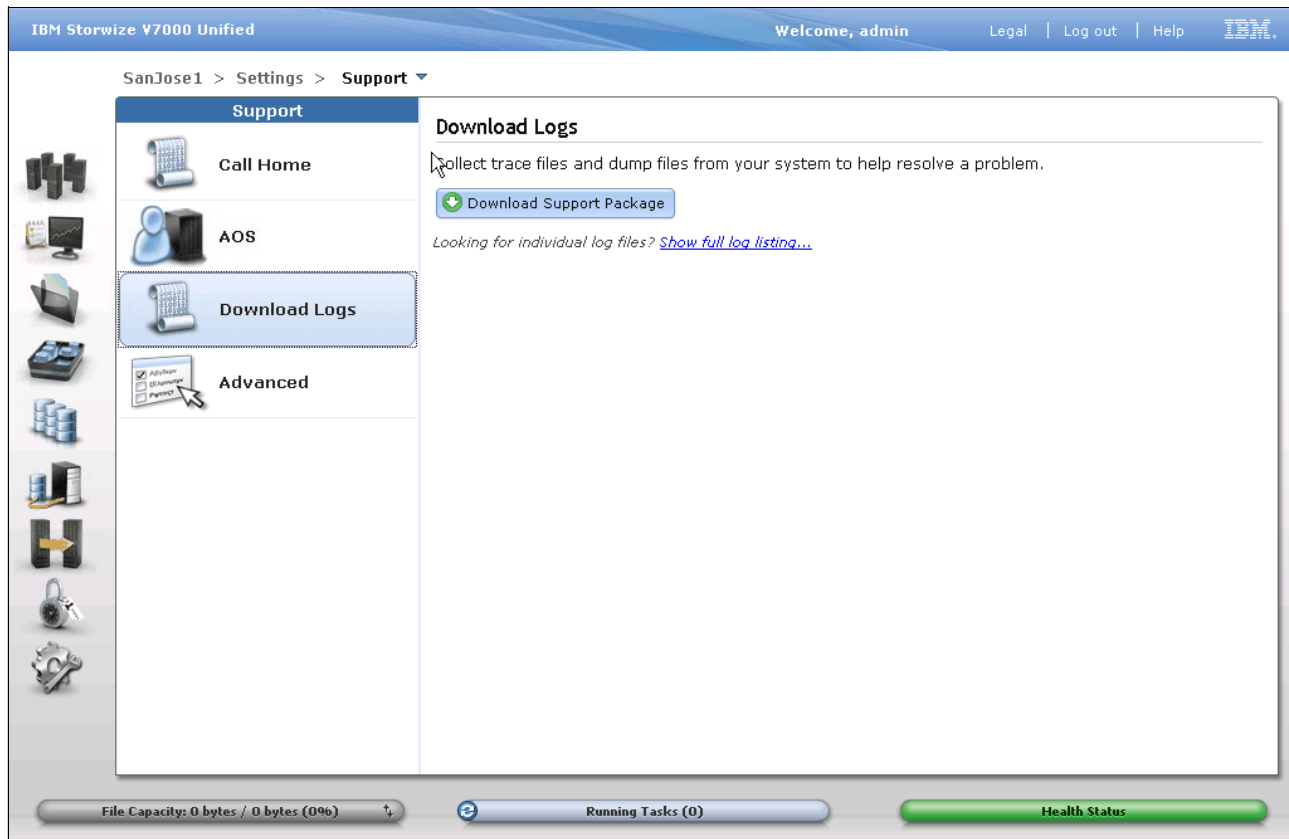 IBM Storwize V7000 Unified
Welcome, admin
Legal | Log out | Help
IBM.
SanJose1 > Settings > Support
Support
Call Home
AOS
Download Logs
Advanced
Download Logs
Collect trace files and dump files from your system to help resolve a problem.
Download Support Package
Looking for individual log files? Show full log listing...
File Capacity: 0 bytes / 0 bytes (0%)
Running Tasks (0)
Health Status